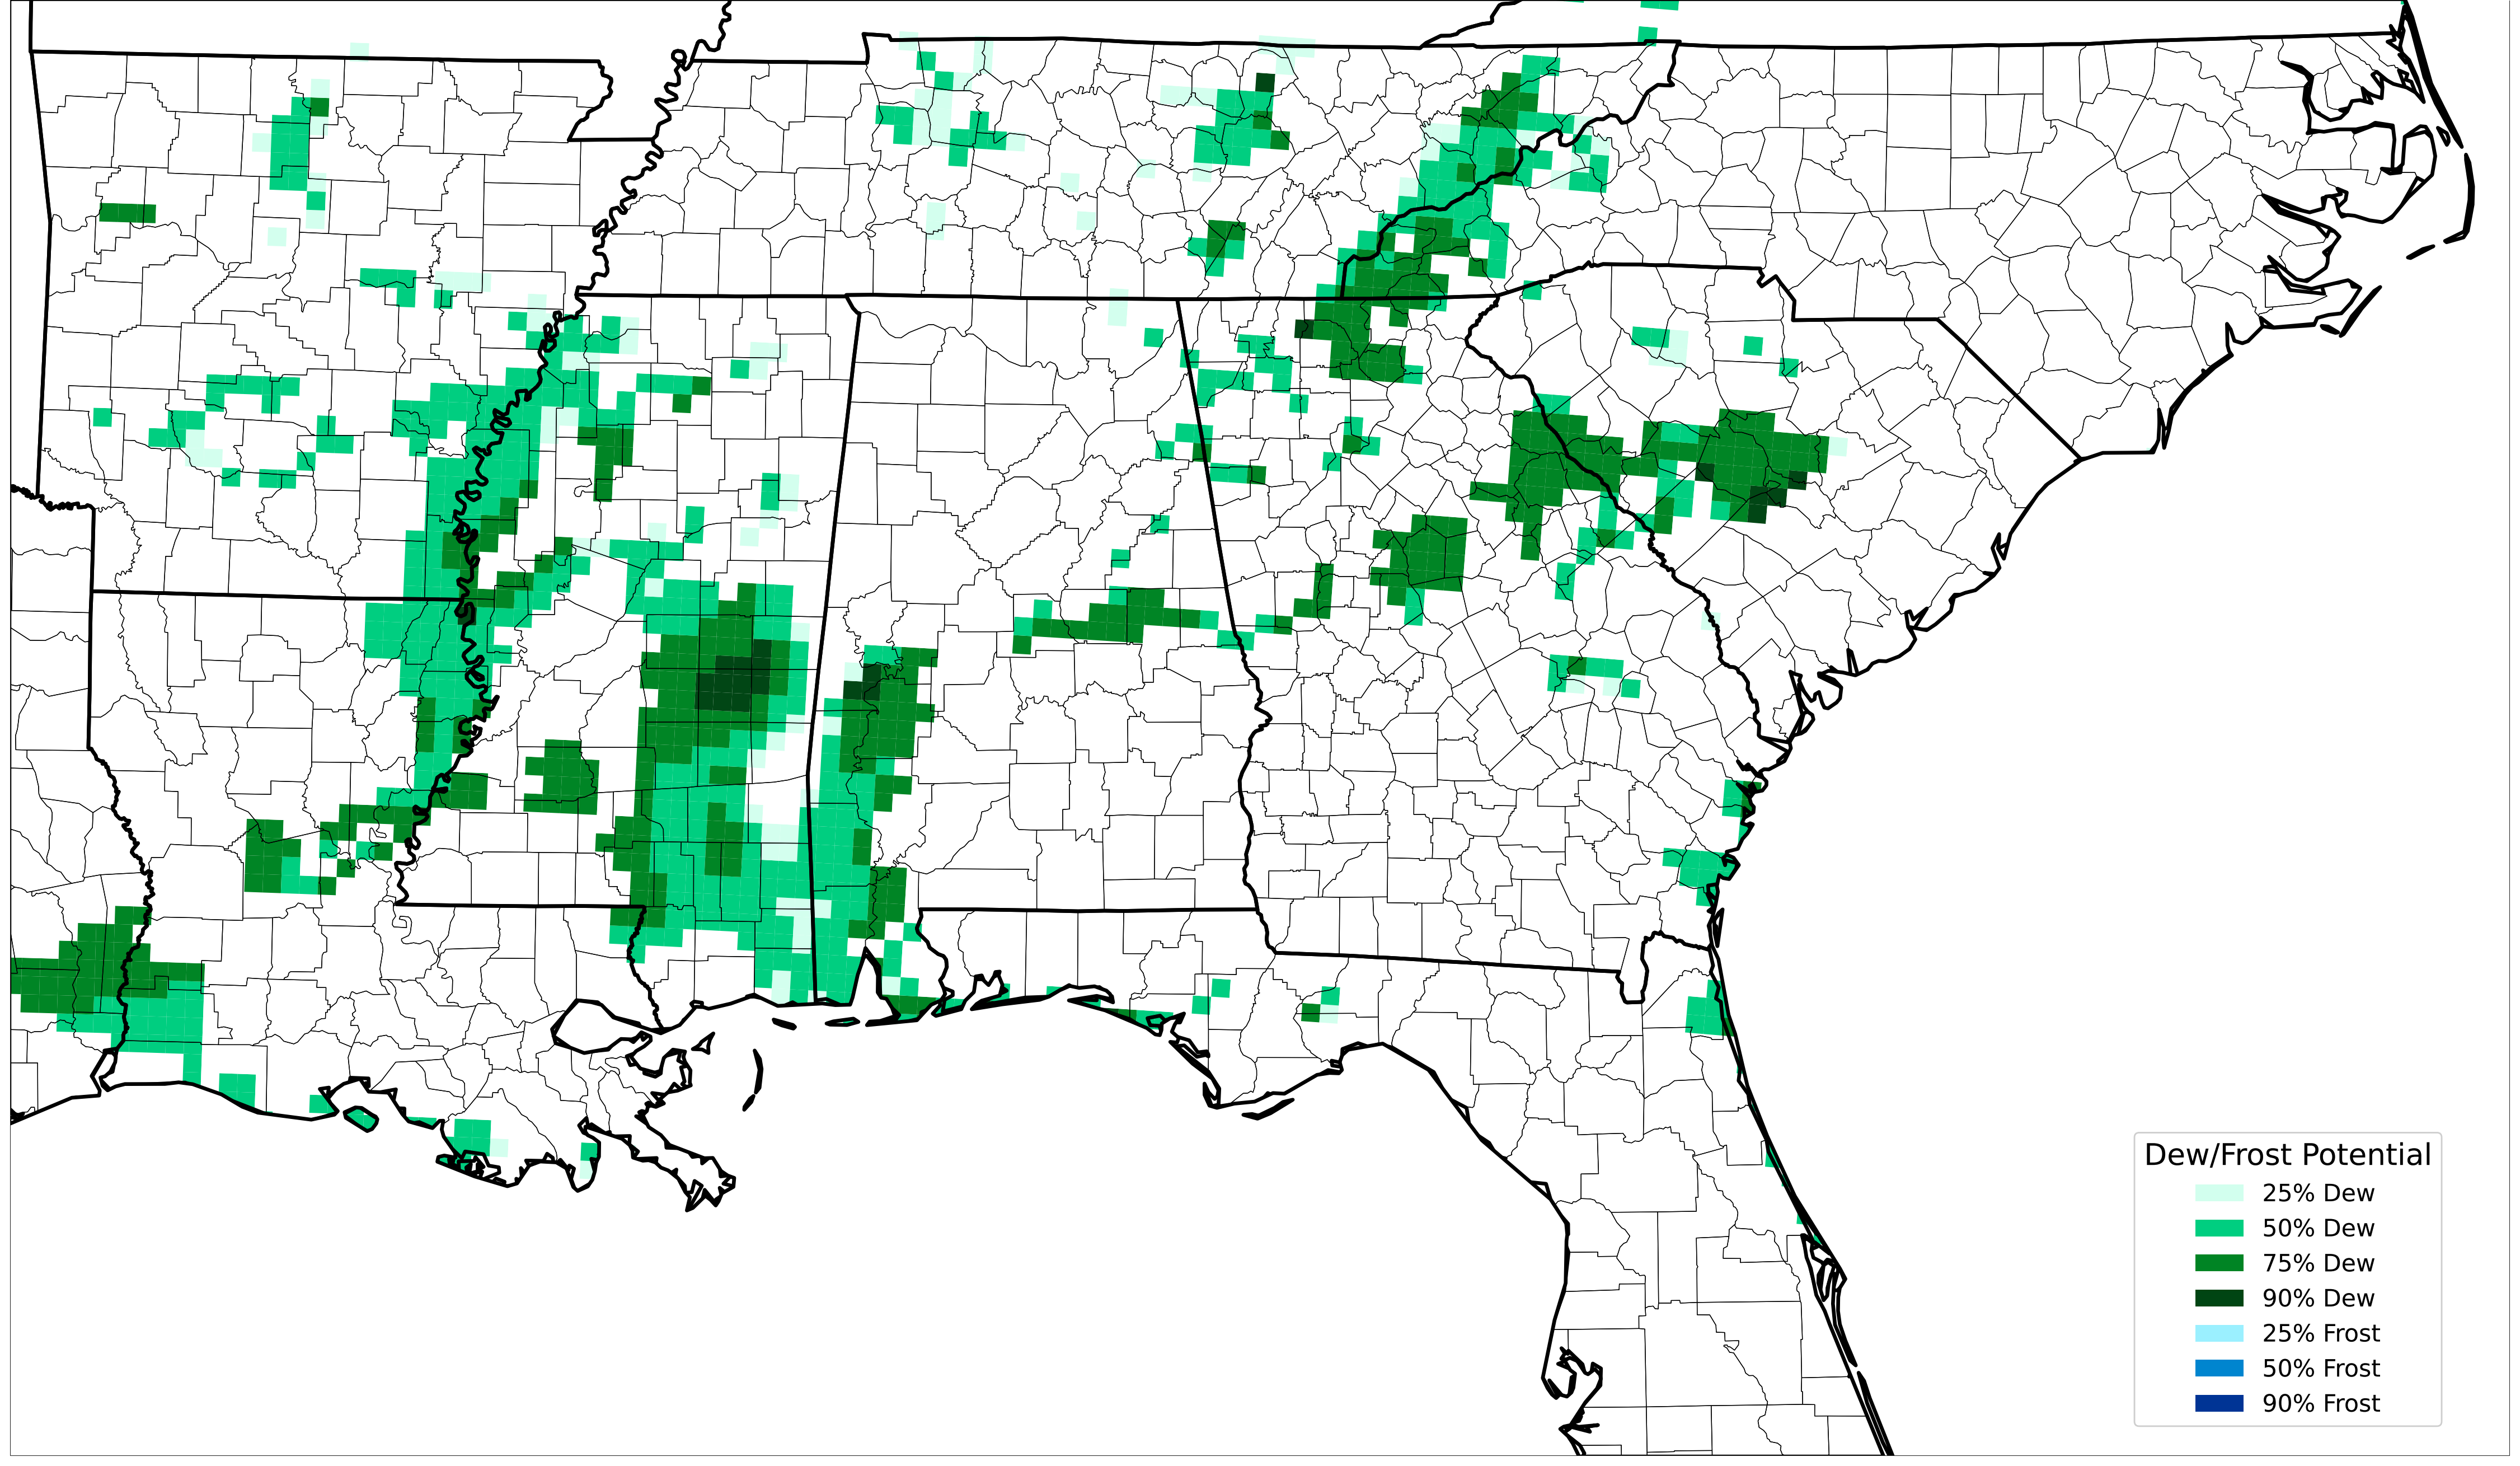 Dew/Frost Potential
25% Dew
50% Dew
75% Dew
90% Dew
25% Frost
50% Frost
90% Frost